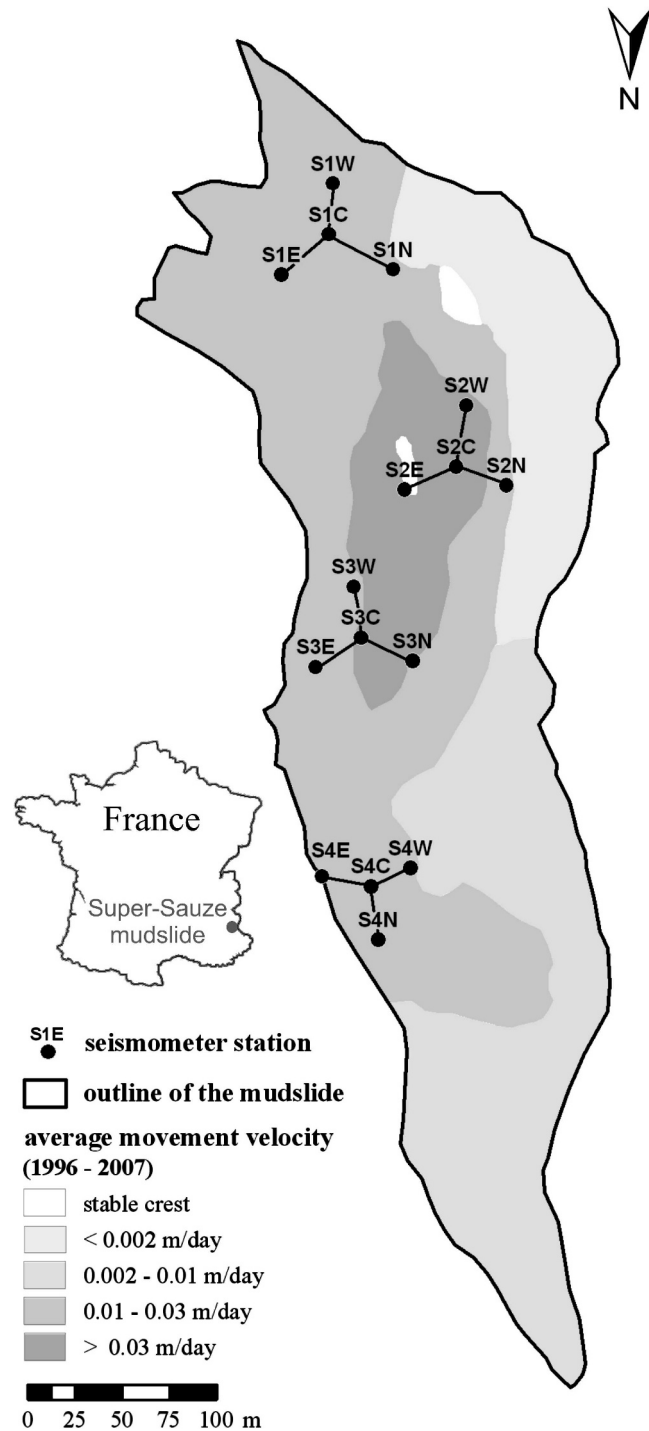 N
S1W
S1C
S1E
S1N
S2W
S2C
S2E
S2N
S3W
S3C
S3E
S3N
S4E
S4C
S4W
S4N
France
Super-Sauze
mudslide
S1E
seismometer station
outline of the mudslide
average movement velocity
(1996 - 2007)
stable crest
< 0.002 m/day
0.002 - 0.01 m/day
0.01 - 0.03 m/day
> 0.03 m/day
0 25 50 75 100 m